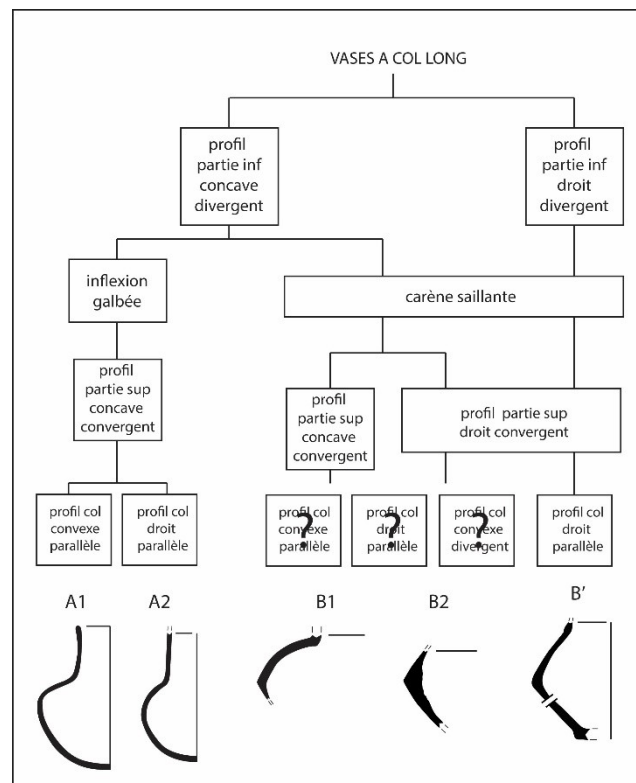 VASES A COL LONG
profil
partie inf
concave
divergent
profil
partie inf
droit
divergent
inflexion
galbée
carène saillante
profil
partie sup
concave
convergent
profil
partie sup
concave
convergent
profil partie sup
droit convergent
profil col
convexe
parallèle
profil col
droit
parallèle
profil col
convexe
parallèle
?
profil col
droit
parallèle
?
profil col
convexe
divergent
?
profil col
droit
parallèle
A1
A2
B1
B2
B'